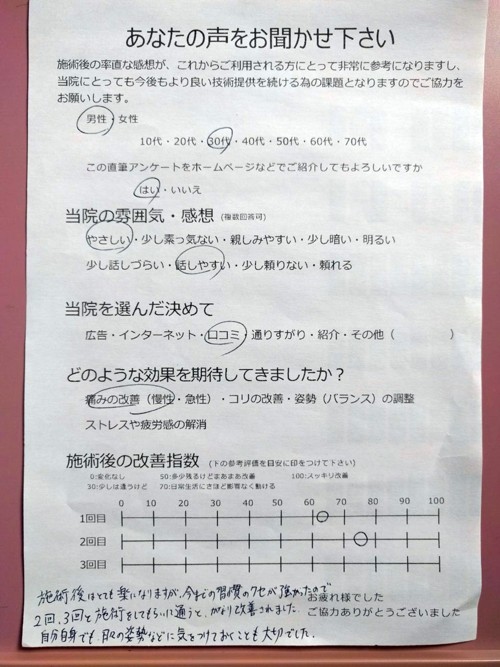 あなたの声をお聞かせ下さい
施術後の率直な感想が、これからご利用される方にとって非常に参考になりますし、
当院にとっても今後もより良い技術提供を続ける為の課題となりますのでご協力を
お願いします。
男性・女性
10代・20代・30代・40代・50代・60代・70代
この直筆アンケートをホームページなどでご紹介してもよろしいですか
はい・いいえ
当院の雰囲気・感想 (複数回答可)
やさしい・少し素っ気ない・親しみやすい・少し暗い・明るい
少し話しづらい・話しやすい・少し頼りない・頼れる
当院を選んだ決めて
広告・インターネット・口コミ・通りすがり・紹介・その他（　　　　）
どのような効果を期待してきましたか？
痛みの改善（慢性・急性）・コリの改善・姿勢（バランス）の調整
ストレスや疲労感の解消
施術後の改善指数 (下の参考評価を目安に印をつけて下さい)
0:変化なし 50:多少残るけどまあまあ改善 100:スッキリ改善
30:少しは違うけど 70:日常生活にさほど影響なく動ける
0 10 20 30 40 50 60 70 80 90 100
1回目
2回目
3回目
施術後はとても楽になりますが、今までの習慣のクセが強かったので
お疲れ様でした
2回、3回と施術をしてもらいに通うと、かなり改善されました。
ご協力ありがとうございました
自分自身でも、日々の姿勢などに気をつけておくことも大切でした。